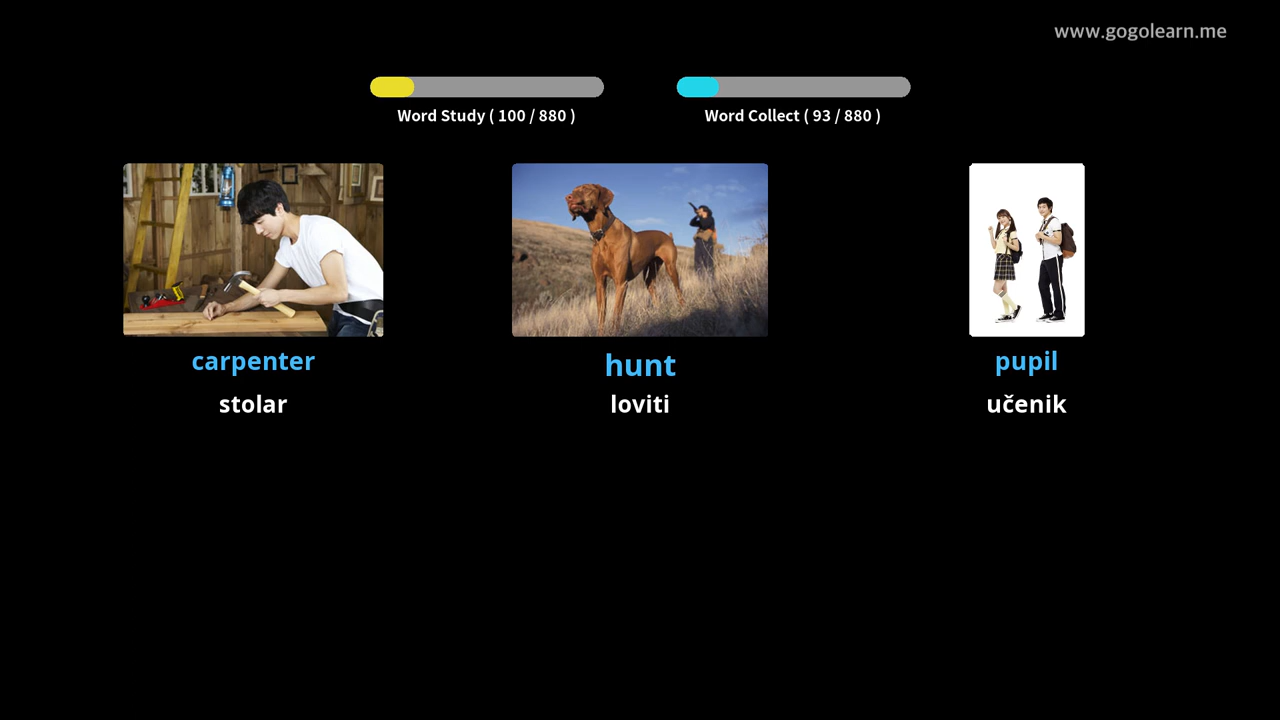 www.gogolearn.me
Word Study ( 100 / 880 )
Word Collect ( 93 / 880 )
carpenter
hunt
pupil
stolar
loviti
učenik